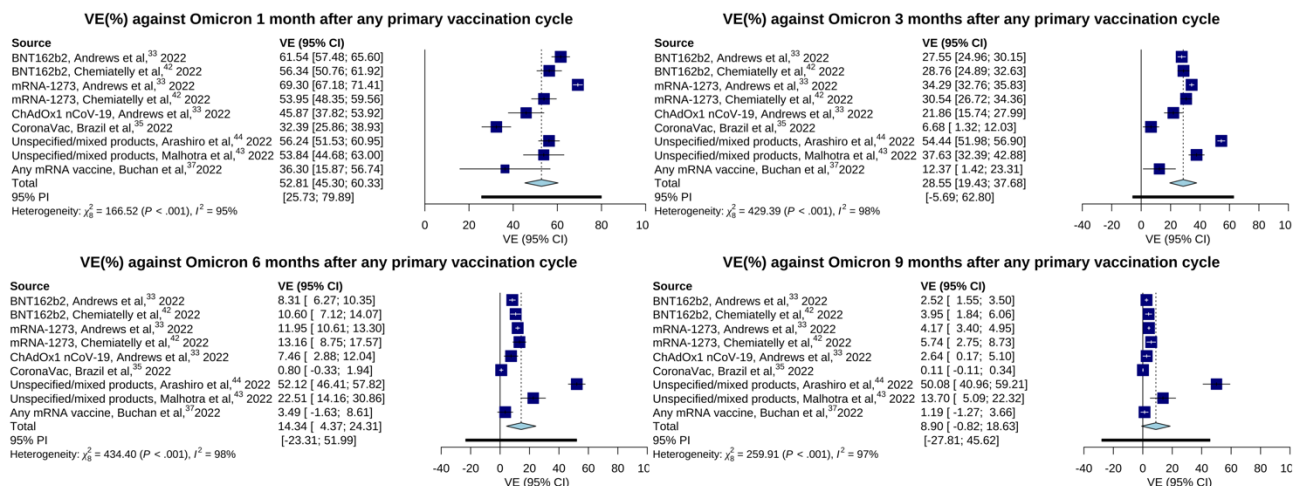 VE(%) against Omicron 1 month after any primary vaccination cycle
Source VE (95% CI)
BNT162b2, Andrews et al,33 2022 61.54 [57.48; 65.60]
BNT162b2, Chemiatelly et al,42 2022 56.34 [50.76; 61.92]
mRNA-1273, Andrews et al,33 2022 69.30 [67.18; 71.41]
mRNA-1273, Chemiatelly et al,42 2022 53.95 [48.35; 59.56]
ChAdOx1 nCoV-19, Andrews et al,33 2022 45.87 [37.82; 53.92]
CoronaVac, Brazil et al,35 2022 32.39 [25.86; 38.93]
Unspecified/mixed products, Arashiro et al,44 2022 56.24 [51.53; 60.95]
Unspecified/mixed products, Malhotra et al,43 2022 53.84 [44.68; 63.00]
Any mRNA vaccine, Buchan et al,37 2022 36.30 [15.87; 56.74]
Total 52.81 [45.30; 60.33]
95% PI [25.73; 79.89]
Heterogeneity: χ²₈ = 166.52 (P < .001), I² = 95%
0 20 40 60 80 10
VE (95% CI)
VE(%) against Omicron 3 months after any primary vaccination cycle
Source VE (95% CI)
BNT162b2, Andrews et al,33 2022 27.55 [24.96; 30.15]
BNT162b2, Chemiatelly et al,42 2022 28.76 [24.89; 32.63]
mRNA-1273, Andrews et al,33 2022 34.29 [32.76; 35.83]
mRNA-1273, Chemiatelly et al,42 2022 30.54 [26.72; 34.36]
ChAdOx1 nCoV-19, Andrews et al,33 2022 21.86 [15.74; 27.99]
CoronaVac, Brazil et al,35 2022 6.68 [ 1.32; 12.03]
Unspecified/mixed products, Arashiro et al,44 2022 54.44 [51.98; 56.90]
Unspecified/mixed products, Malhotra et al,43 2022 37.63 [32.39; 42.88]
Any mRNA vaccine, Buchan et al,37 2022 12.37 [ 1.42; 23.31]
Total 28.55 [19.43; 37.68]
95% PI [-5.69; 62.80]
Heterogeneity: χ²₈ = 429.39 (P < .001), I² = 98%
-40 -20 0 20 40 60 80 10
VE (95% CI)
VE(%) against Omicron 6 months after any primary vaccination cycle
Source VE (95% CI)
BNT162b2, Andrews et al,33 2022 8.31 [ 6.27; 10.35]
BNT162b2, Chemiatelly et al,42 2022 10.60 [ 7.12; 14.07]
mRNA-1273, Andrews et al,33 2022 11.95 [10.61; 13.30]
mRNA-1273, Chemiatelly et al,42 2022 13.16 [ 8.75; 17.57]
ChAdOx1 nCoV-19, Andrews et al,33 2022 7.46 [ 2.88; 12.04]
CoronaVac, Brazil et al,35 2022 0.80 [ -0.33; 1.94]
Unspecified/mixed products, Arashiro et al,44 2022 52.12 [46.41; 57.82]
Unspecified/mixed products, Malhotra et al,43 2022 22.51 [14.16; 30.86]
Any mRNA vaccine, Buchan et al,37 2022 3.49 [ -1.63; 8.61]
Total 14.34 [ 4.37; 24.31]
95% PI [-23.31; 51.99]
Heterogeneity: χ²₈ = 434.40 (P < .001), I² = 98%
-40 -20 0 20 40 60 80 10
VE (95% CI)
VE(%) against Omicron 9 months after any primary vaccination cycle
Source VE (95% CI)
BNT162b2, Andrews et al,33 2022 2.52 [ 1.55; 3.50]
BNT162b2, Chemiatelly et al,42 2022 3.95 [ 1.84; 6.06]
mRNA-1273, Andrews et al,33 2022 4.17 [ 3.40; 4.95]
mRNA-1273, Chemiatelly et al,42 2022 5.74 [ 2.75; 8.73]
ChAdOx1 nCoV-19, Andrews et al,33 2022 2.64 [ 0.17; 5.10]
CoronaVac, Brazil et al,35 2022 0.11 [ -0.11; 0.34]
Unspecified/mixed products, Arashiro et al,44 2022 50.08 [ 40.96; 59.21]
Unspecified/mixed products, Malhotra et al,43 2022 13.70 [ 5.09; 22.32]
Any mRNA vaccine, Buchan et al,37 2022 1.19 [ -1.27; 3.66]
Total 8.90 [ -0.82; 18.63]
95% PI [-27.81; 45.62]
Heterogeneity: χ²₈ = 259.91 (P < .001), I² = 97%
-40 -20 0 20 40 60 80 10
VE (95% CI)